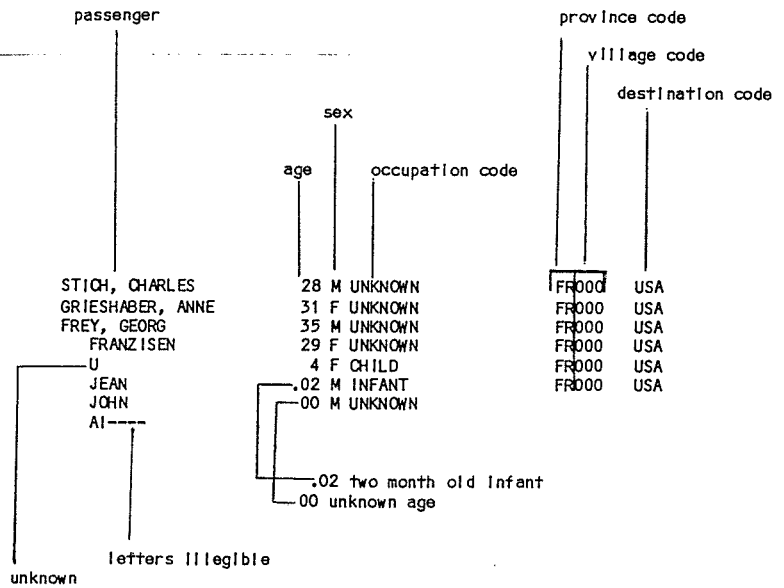 passenger
province code
village code
destination code
sex
age
occupation code
STICH, CHARLES 28 M UNKNOWN FR000 USA
GRIESHABER, ANNE 31 F UNKNOWN FR000 USA
FREY, GEORG 35 M UNKNOWN FR000 USA
FRANZISEN 29 F UNKNOWN FR000 USA
U 4 F CHILD FR000 USA
JEAN .02 M INFANT FR000 USA
JOHN 00 M UNKNOWN
AI----
.02 two month old infant
00 unknown age
letters illegible
unknown